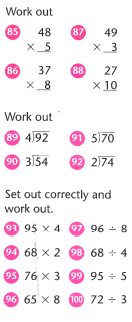 Work out
85 48 87 49
× 5 × 3
86 37 88 27
× 8 × 10
Work out
89 4)92 91 5)70
90 3)54 92 2)74
Set out correctly and
work out.
93 95 × 4 97 96 ÷ 8
94 68 × 2 98 68 ÷ 4
95 76 × 3 99 95 ÷ 5
96 65 × 8 100 72 ÷ 3